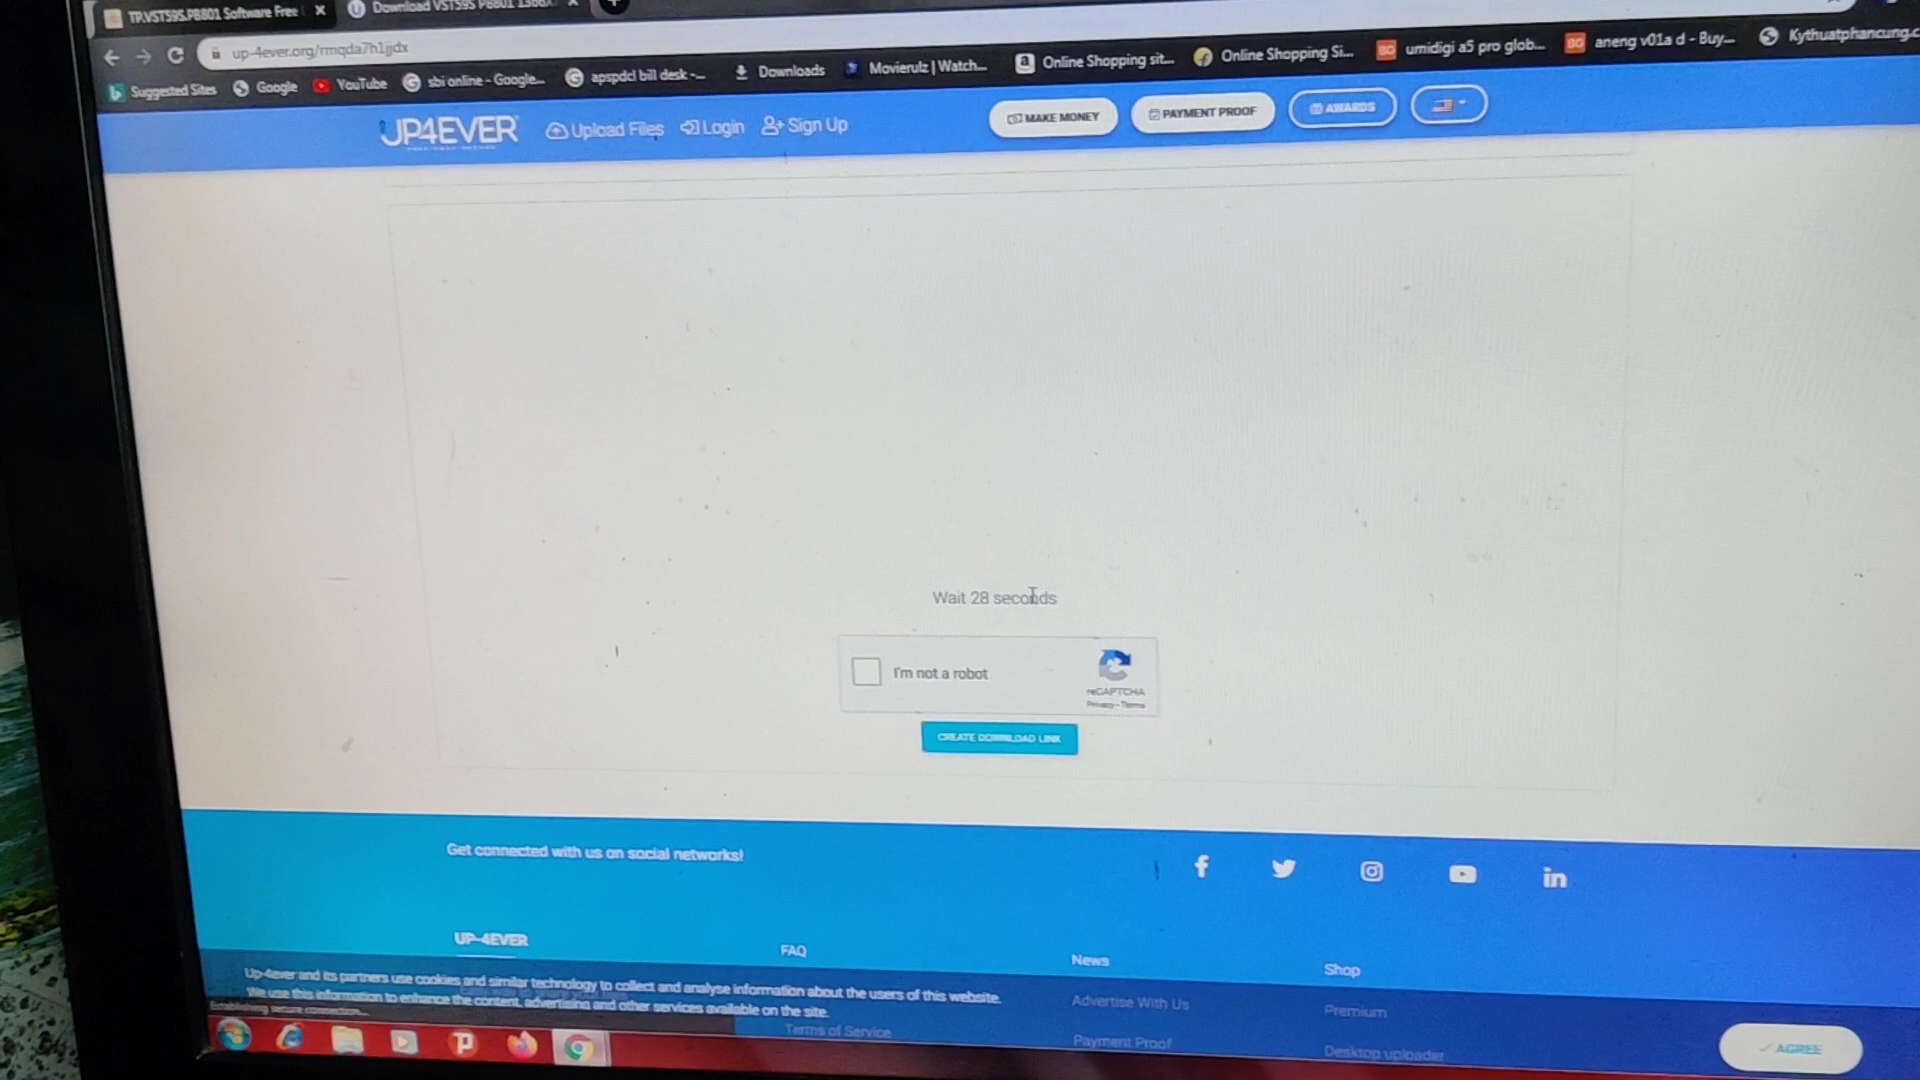 TP.VST59S.PB801 Software Free
Download VST59S PB801
up-4ever.org/rmqda7h1jjdx
Suggested Sites
Google
YouTube
sbi online - Google...
apspdcl bill desk -...
Downloads
Movierulz | Watch...
Online Shopping sit...
Online Shopping Si...
umidigi a5 pro glob...
aneng v01a d - Buy...
Kythuatphancung.c
UP4EVER
Upload Files
Login
Sign Up
MAKE MONEY
PAYMENT PROOF
AWARDS
Wait 28 seconds
I'm not a robot
reCAPTCHA
Privacy - Terms
CREATE DOWNLOAD LINK
Get connected with us on social networks!
UP-4EVER
FAQ
News
Shop
Up-4ever and its partners use cookies and similar technology to collect and analyse information about the users of this website.
We use this information to enhance the content, advertising and other services available on the site.
Establishing secure connection...
Terms of Service
Advertise With Us
Payment Proof
Premium
Desktop uploader
AGREE